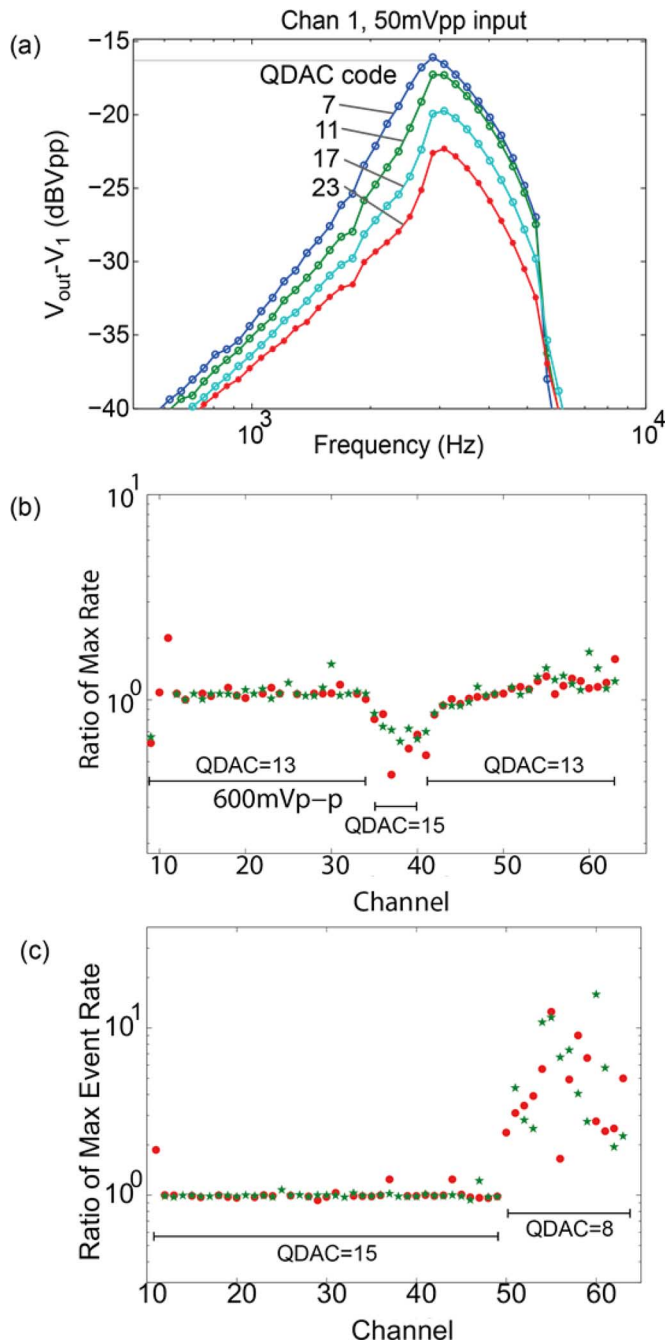 (a)
Chan 1, 50mVpp input
Vout-V1 (dBVpp)
−15
−20
−25
−30
−35
−40
QDAC code
7
11
17
23
10³
10⁴
Frequency (Hz)
(b)
Ratio of Max Rate
10¹
10⁰
QDAC=13
600mVp−p
QDAC=15
QDAC=13
10
20
30
40
50
60
Channel
(c)
Ratio of Max Event Rate
10¹
10⁰
QDAC=15
QDAC=8
10
20
30
40
50
60
Channel